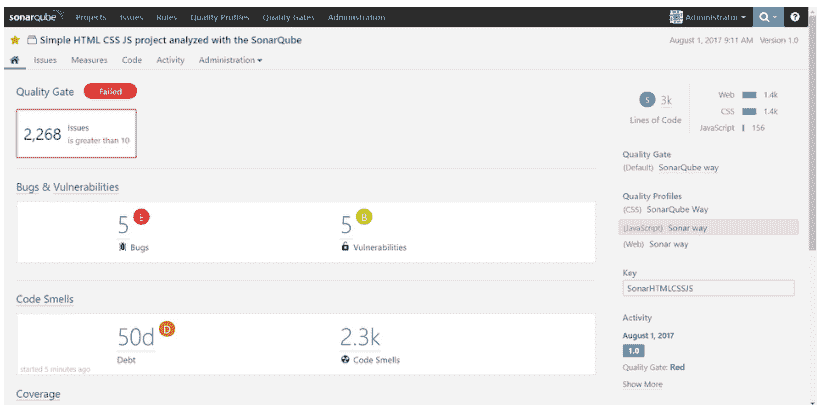 sonarqube Projects Issues Rules Quality Profiles Quality Gates Administration Administrator ?
Simple HTML CSS JS project analyzed with the SonarQube August 1, 2017 9:11 AM Version 1.0
Issues Measures Code Activity Administration
Quality Gate Failed
2,268 Issues
is greater than 10
Bugs & Vulnerabilities
5 E 5 B
Bugs Vulnerabilities
Code Smells
50d D 2.3k
Debt Code Smells
started 5 minutes ago
Coverage
S 3k
Lines of Code
Web 1.4k
CSS 1.4k
JavaScript 156
Quality Gate
(Default) SonarQube way
Quality Profiles
(CSS) SonarQube Way
(JavaScript) Sonar way
(Web) Sonar way
Key
SonarHTMLCSSJS
Activity
August 1, 2017
1.0
Quality Gate: Red
Show More